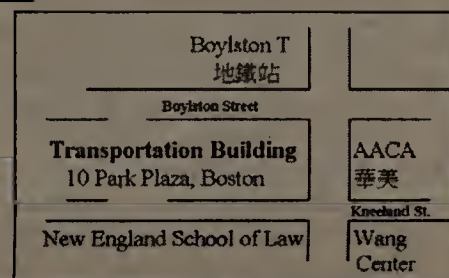 Boylston T
地鐵站
Boylston Street
Transportation Building
10 Park Plaza, Boston
AACA
華美
Kneeland St.
New England School of Law
Wang
Center